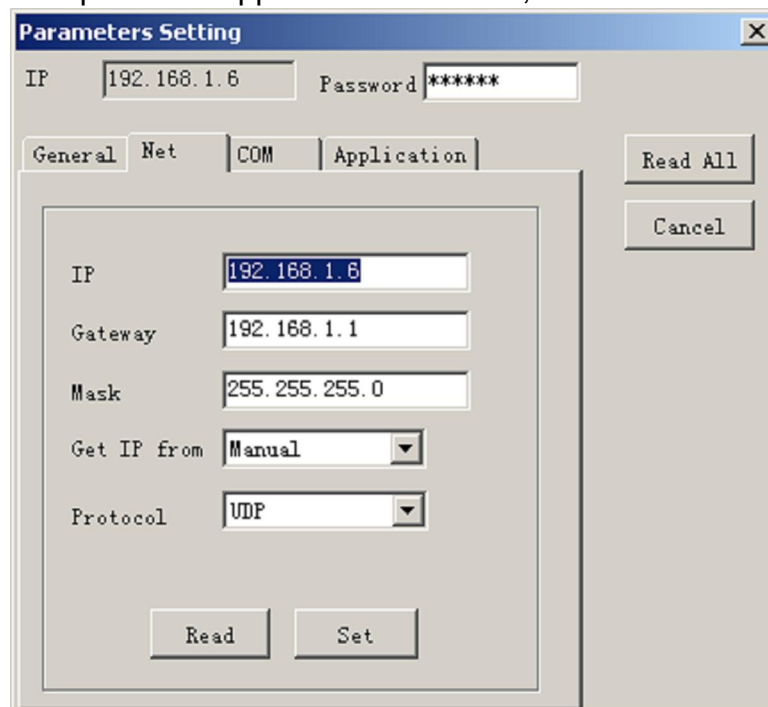 Parameters Setting
IP 192.168.1.6 Password ******
General Net COM Application
Read All
Cancel
IP 192.168.1.6
Gateway 192.168.1.1
Mask 255.255.255.0
Get IP from Manual
Protocol UDP
Read Set